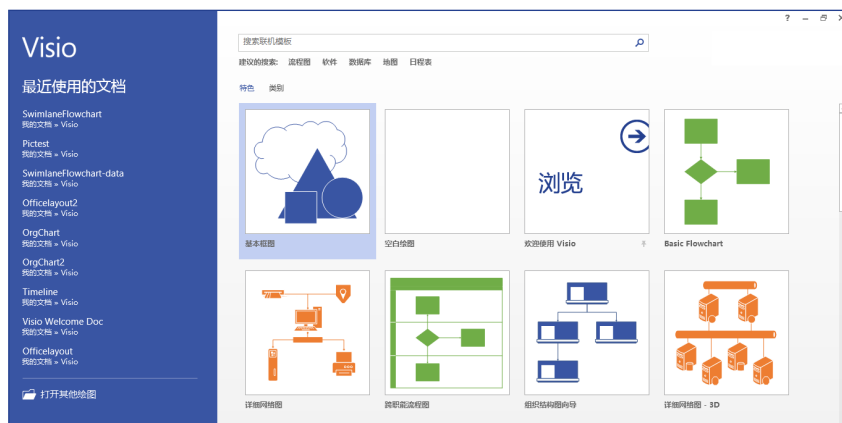 ?
Visio
最近使用的文档
SwimlaneFlowchart
我的文档 » Visio
Pictest
我的文档 » Visio
SwimlaneFlowchart-data
我的文档 » Visio
Officelayout2
我的文档 » Visio
OrgChart
我的文档 » Visio
OrgChart2
我的文档 » Visio
Timeline
我的文档 » Visio
Visio Welcome Doc
我的文档 » Visio
Officelayout
我的文档 » Visio
打开其他绘图
搜索联机模板
建议的搜索: 流程图 软件 数据库 地图 日程表
特色 类别
浏览
基本框图 空白绘图 欢迎使用 Visio Basic Flowchart
详细网络图 跨职能流程图 组织结构图向导 详细网络图 - 3D